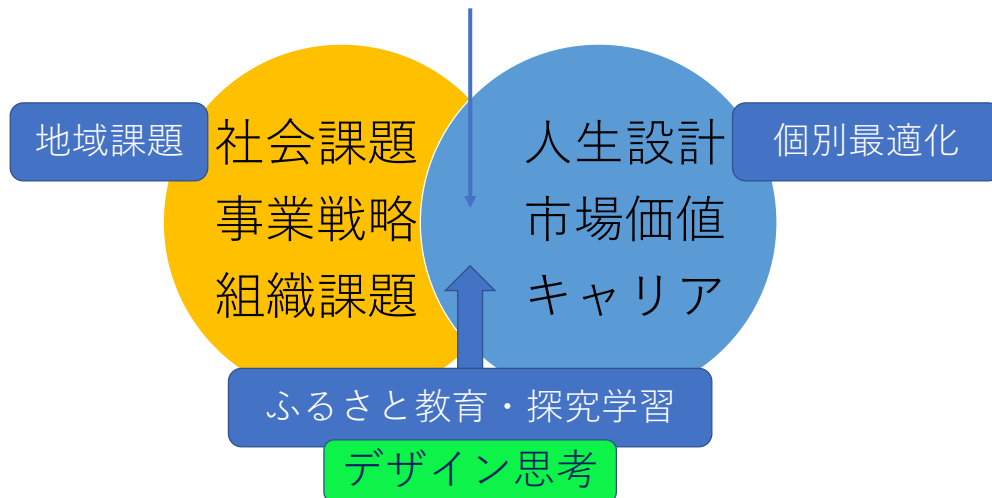 地域課題
社会課題
事業戦略
組織課題
人生設計
市場価値
キャリア
個別最適化
ふるさと教育・探究学習
デザイン思考